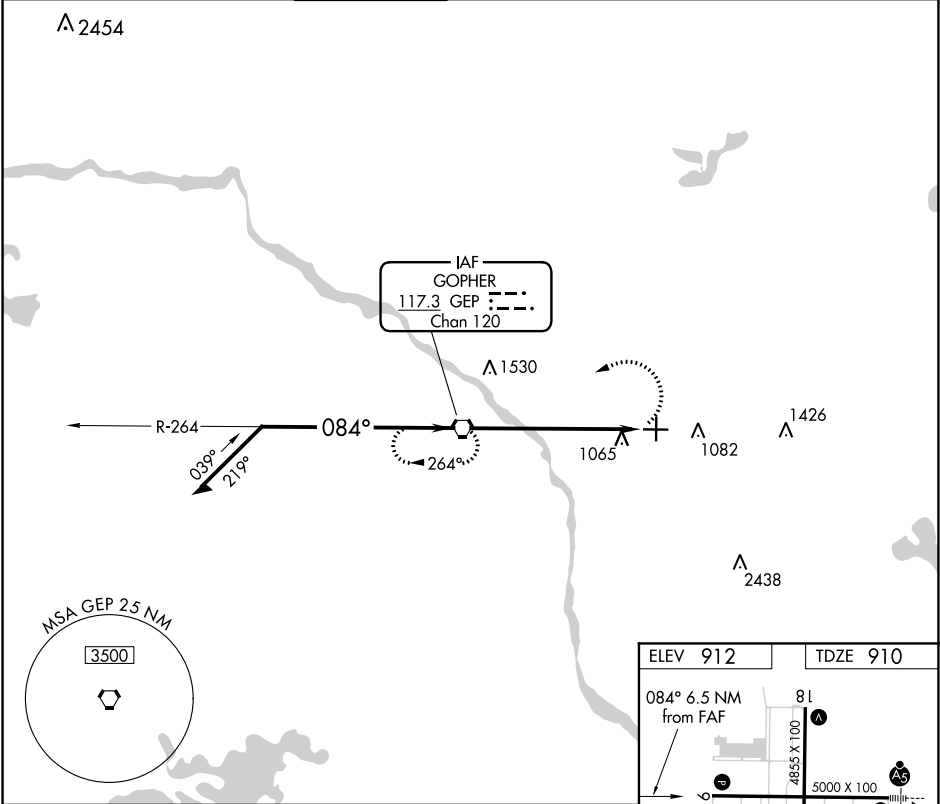 2454
IAF
GOPHER
117.3 GEP
Chan 120
1530
R-264
084°
264°
1065
1082
1426
039°
219°
2438
MSA GEP 25 NM
3500
ELEV 912
TDZE 910
084° 6.5 NM
from FAF
18
V
4855 X 100
P
9
5000 X 100
A5